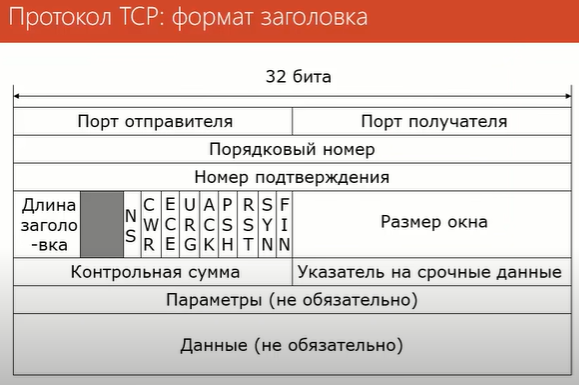 Протокол TCP: формат заголовка
32 бита
Порт отправителя Порт получателя
Порядковый номер
Номер подтверждения
Длина заголо-вка NS CWR ECE URG ACK PSH RST SYN FIN Размер окна
Контрольная сумма Указатель на срочные данные
Параметры (не обязательно)
Данные (не обязательно)